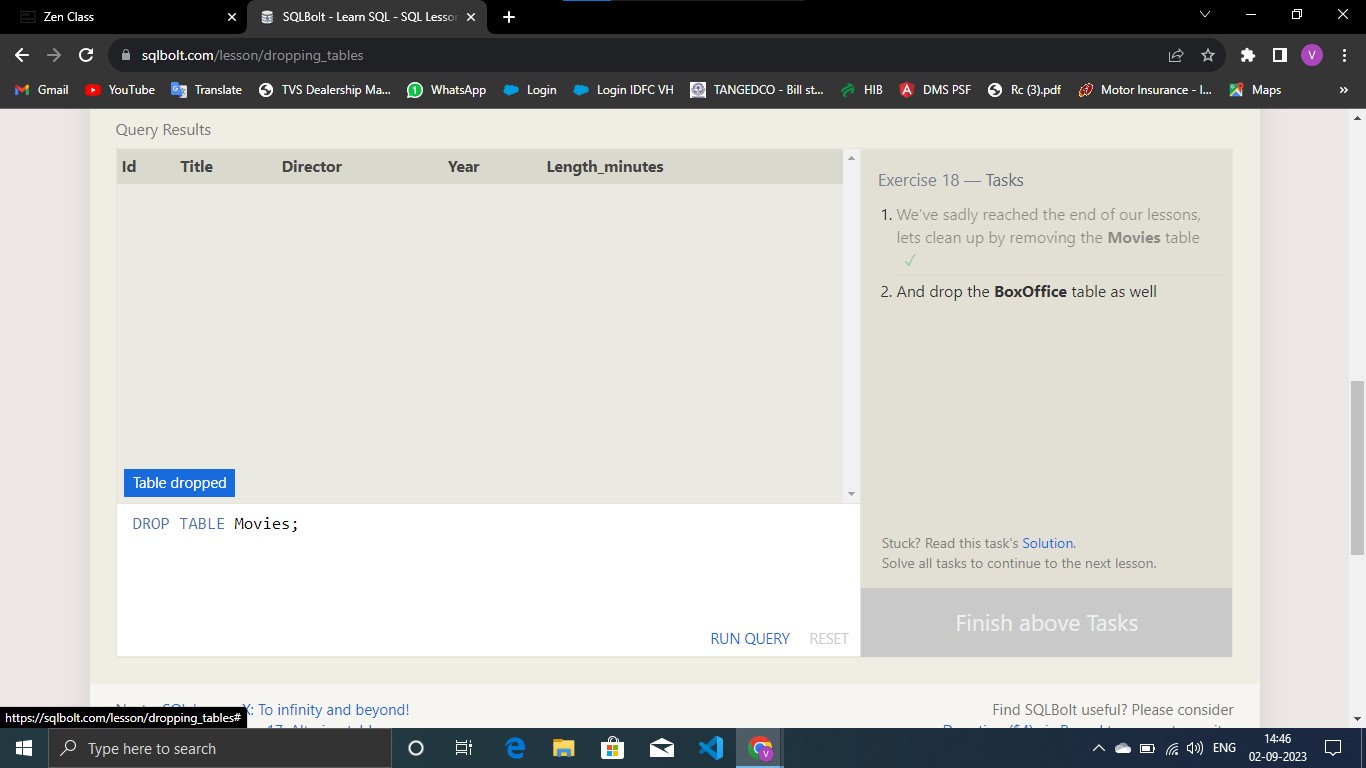 Zen Class
SQLBolt - Learn SQL - SQL Lesson
sqlbolt.com/lesson/dropping_tables
V
Gmail YouTube Translate TVS Dealership Ma... WhatsApp Login Login IDFC VH TANGEDCO - Bill st... HIB DMS PSF Rc (3).pdf Motor Insurance - I... Maps »
Query Results
Id Title Director Year Length_minutes
Table dropped
DROP TABLE Movies;
RUN QUERY RESET
Exercise 18 — Tasks
1. We've sadly reached the end of our lessons,
lets clean up by removing the Movies table
✓
2. And drop the BoxOffice table as well
Stuck? Read this task's Solution.
Solve all tasks to continue to the next lesson.
Finish above Tasks
X: To infinity and beyond!
Find SQLBolt useful? Please consider
https://sqlbolt.com/lesson/dropping_tables#
Type here to search
ENG
14:46
02-09-2023